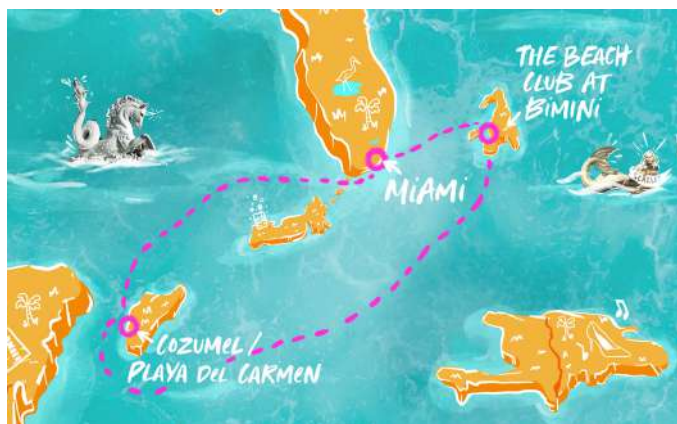 THE BEACH
CLUB AT
BIMINI
MIAMI
COZUMEL /
PLAYA DEL CARMEN